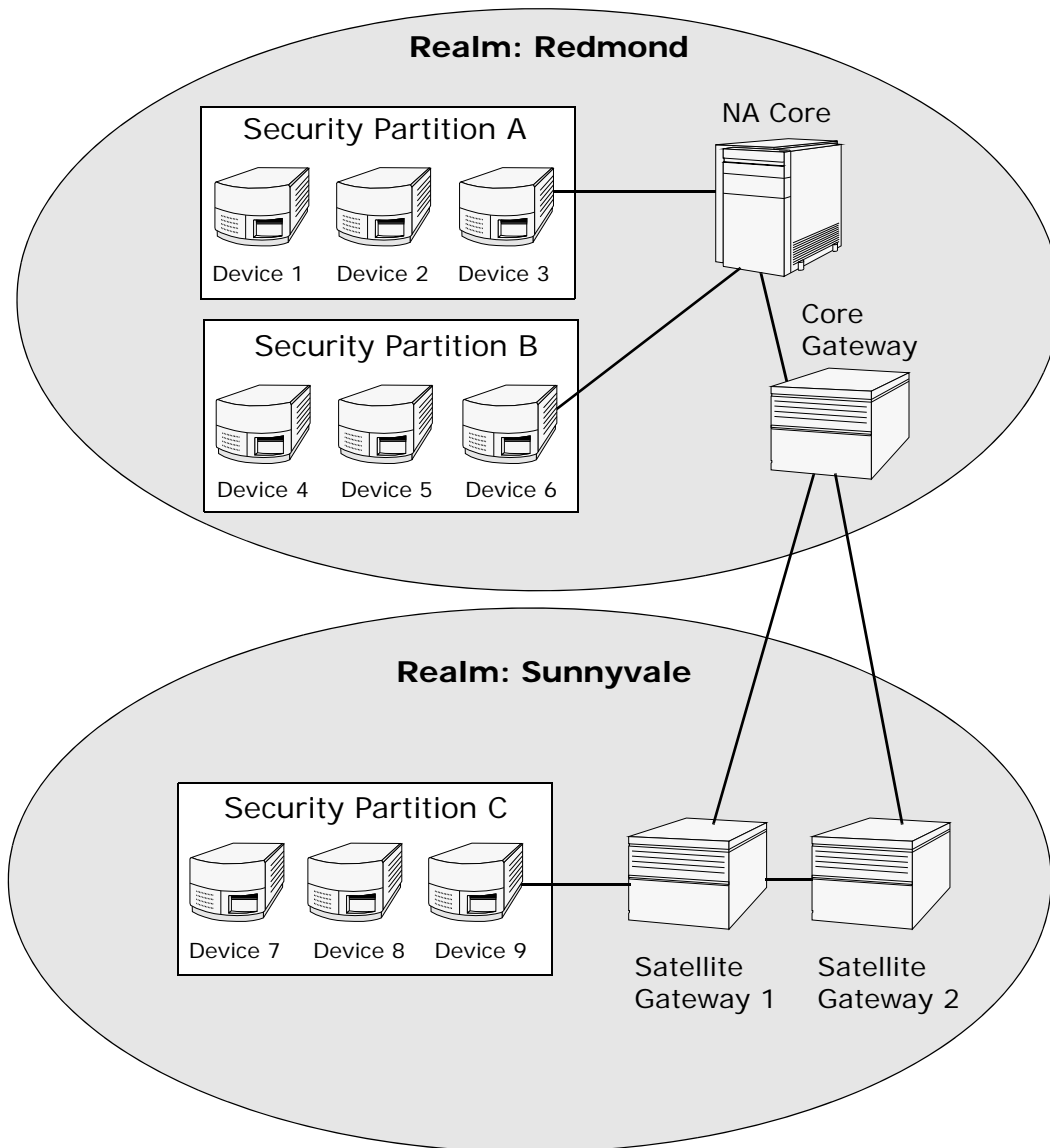 Realm: Redmond
Security Partition A
Device 1
Device 2
Device 3
NA Core
Security Partition B
Device 4
Device 5
Device 6
Core
Gateway
Realm: Sunnyvale
Security Partition C
Device 7
Device 8
Device 9
Satellite
Gateway 1
Satellite
Gateway 2